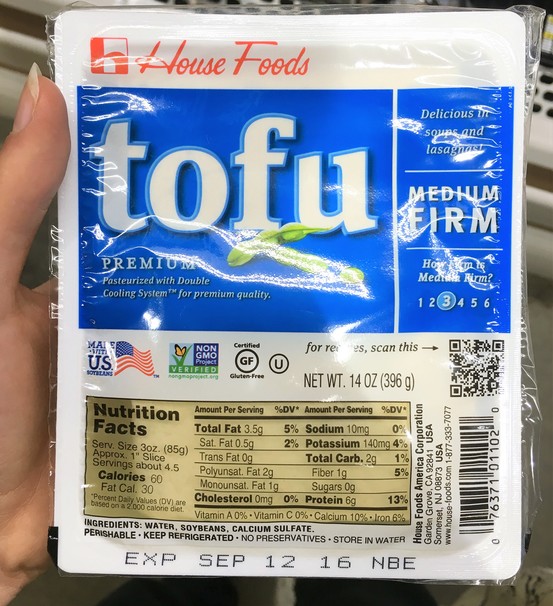 House Foods
tofu
PREMIUM
Pasteurized with Double
Cooling System™ for premium quality.
Delicious in
soups and
lasagnas!
MEDIUM
FIRM
How Firm is
Medium Firm?
1 2 3 4 5 6
MADE
WITH
US
SOYBEANS
TM
NON
GMO
Project
VERIFIED
nongmoproject.org
Certified
GF
Gluten-Free
U
for recipes, scan this →
NET WT. 14 OZ (396 g)
Nutrition
Facts
Serv. Size 3oz. (85g)
Approx. 1" Slice
Servings about 4.5
Calories 60
Fat Cal. 30
*Percent Daily Values (DV) are
based on a 2,000 calorie diet.
Amount Per Serving %DV* Amount Per Serving %DV*
Total Fat 3.5g 5% Sodium 10mg 0%
Sat. Fat 0.5g 2% Potassium 140mg 4%
Trans Fat 0g Total Carb. 2g 1%
Polyunsat. Fat 2g Fiber 1g 5%
Monounsat. Fat 1g Sugars 0g
Cholesterol 0mg 0% Protein 6g 13%
Vitamin A 0% • Vitamin C 0% • Calcium 10% • Iron 6%
INGREDIENTS: WATER, SOYBEANS, CALCIUM SULFATE.
PERISHABLE • KEEP REFRIGERATED • NO PRESERVATIVES • STORE IN WATER
House Foods America Corporation
Garden Grove, CA 92841 USA
Somerset, NJ 08873 USA
www.house-foods.com 1-877-333-7077
0 76371 01102 0
EXP SEP 12 16 NBE